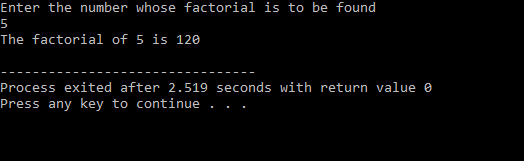 Enter the number whose factorial is to be found
5
The factorial of 5 is 120
--------------------------------
Process exited after 2.519 seconds with return value 0
Press any key to continue . . .